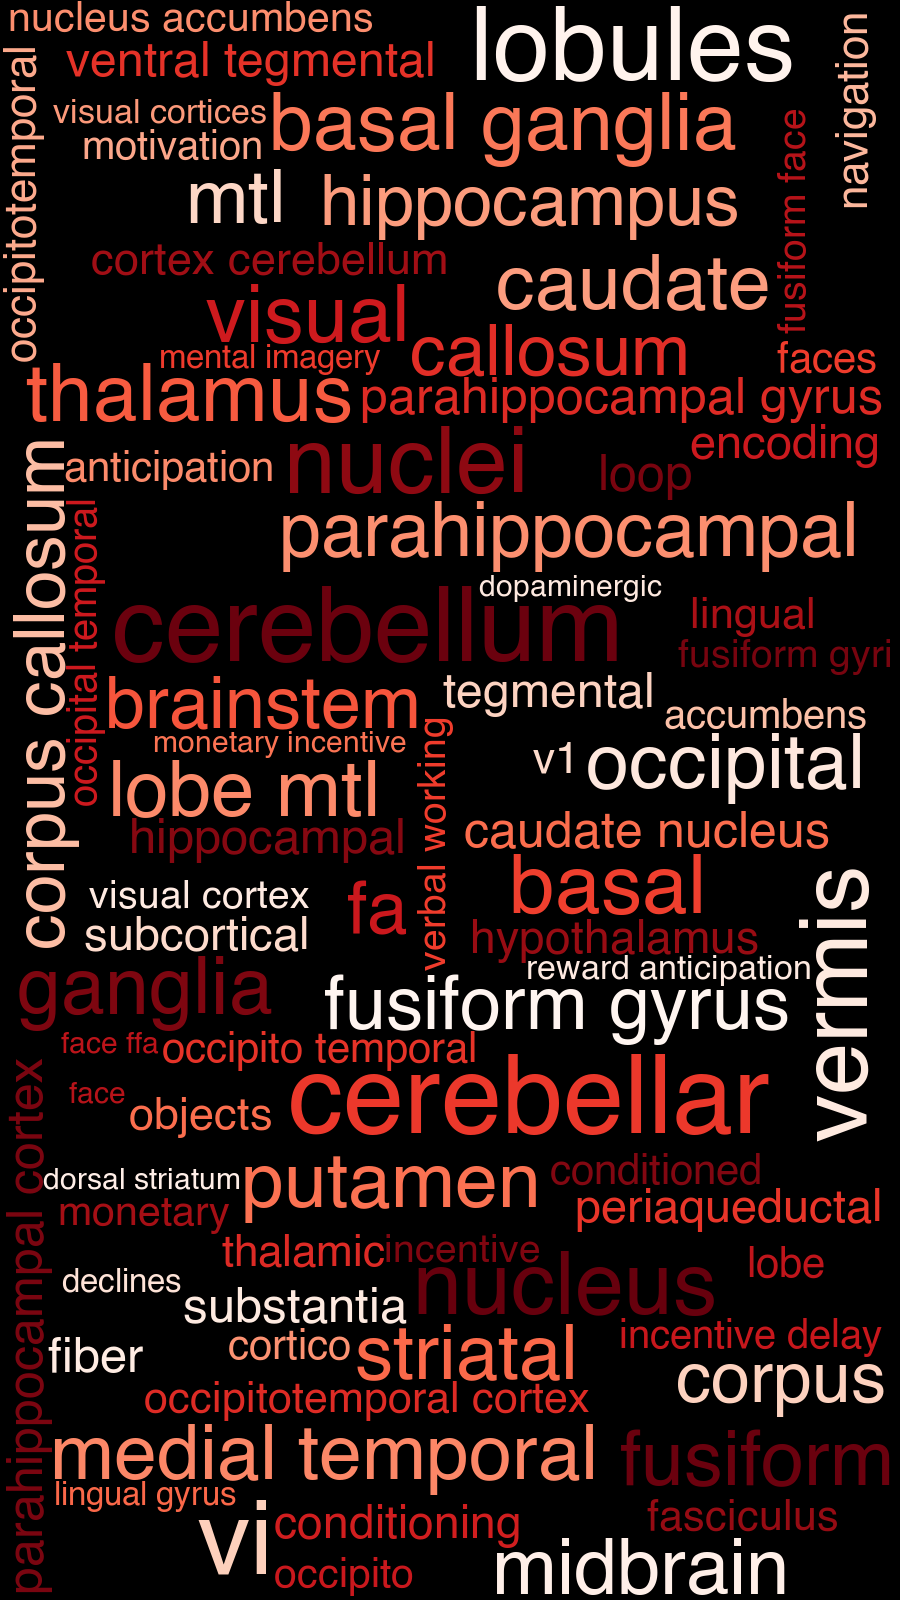 nucleus accumbens
lobules
navigation
ventral tegmental
occipitotemporal
visual cortices
basal ganglia
motivation
fusiform face
mtl
hippocampus
cortex cerebellum
caudate
visual
callosum
mental imagery
faces
thalamus
parahippocampal gyrus
encoding
nuclei
loop
anticipation
corpus callosum
occipital temporal
parahippocampal
dopaminergic
cerebellum
lingual
fusiform gyri
tegmental
brainstem
accumbens
verbal working
monetary incentive
v1
occipital
lobe mtl
hippocampal
caudate nucleus
basal
vermis
visual cortex
fa
subcortical
hypothalamus
reward anticipation
ganglia
fusiform gyrus
face ffa
occipito temporal
cerebellar
face
objects
parahippocampal cortex
dorsal striatum
putamen
conditioned
monetary
periaqueductal
thalamic
incentive
lobe
declines
nucleus
substantia
incentive delay
cortico
striatal
fiber
corpus
occipitotemporal cortex
medial temporal
fusiform
lingual gyrus
vi
conditioning
fasciculus
occipito
midbrain